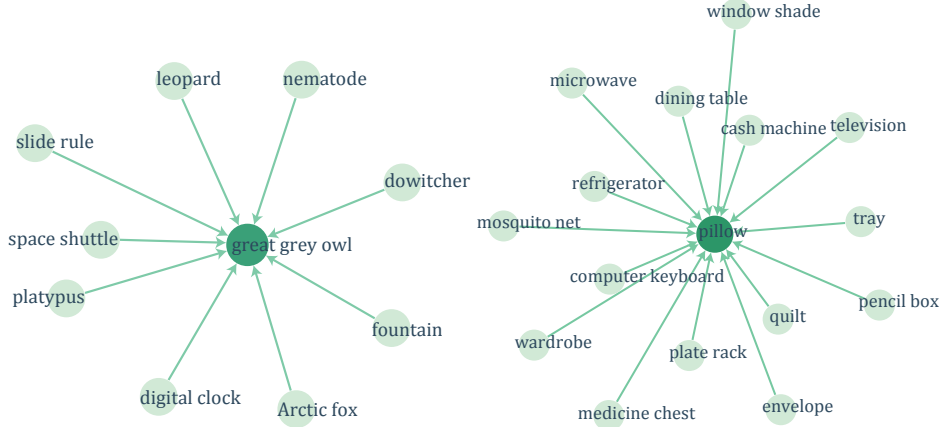 leopard
nematode
slide rule
dowitcher
space shuttle
great grey owl
platypus
fountain
digital clock
Arctic fox
window shade
microwave
dining table
cash machine
television
refrigerator
mosquito net
tray
pillow
computer keyboard
pencil box
quilt
wardrobe
plate rack
medicine chest
envelope